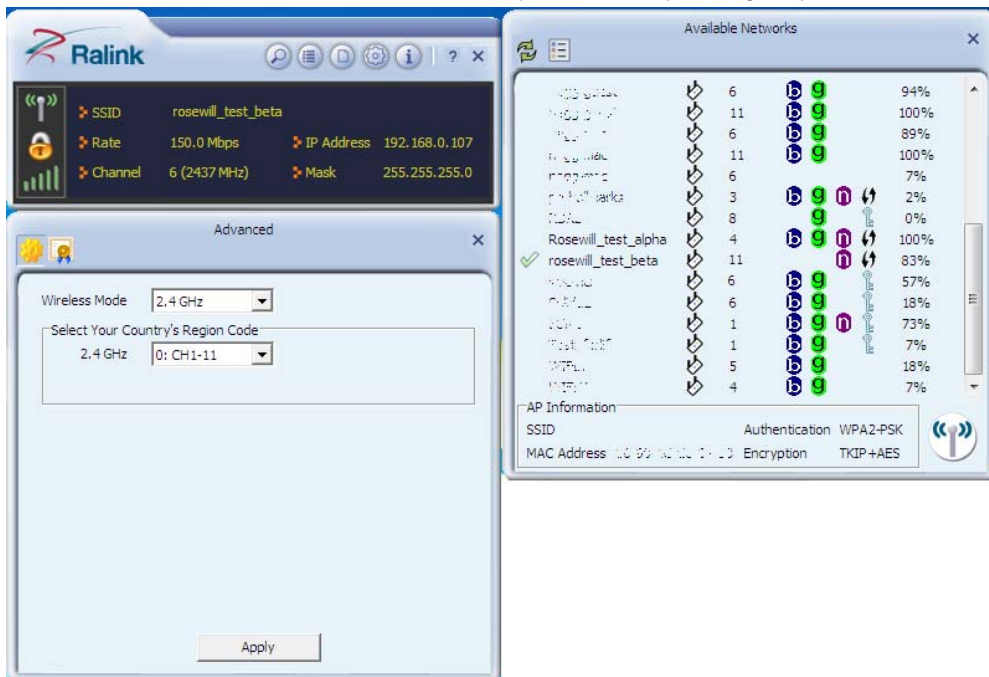 Ralink
? ×
SSID rosewill_test_beta
Rate 150.0 Mbps IP Address 192.168.0.107
Channel 6 (2437 MHz) Mask 255.255.255.0
Advanced ×
Wireless Mode 2.4 GHz
Select Your Country's Region Code
2.4 GHz 0: CH1-11
Apply
Available Networks ×
6 b g 94%
11 b g 100%
6 b g 89%
11 b g 100%
6 7%
3 b g n 2%
8 g 0%
Rosewill_test_alpha 4 b g n 100%
rosewill_test_beta 11 n 83%
6 b g 57%
6 b g 18%
1 b g n 73%
1 b g 7%
5 b g 18%
4 b g 7%
AP Information
SSID Authentication WPA2-PSK
MAC Address Encryption TKIP+AES